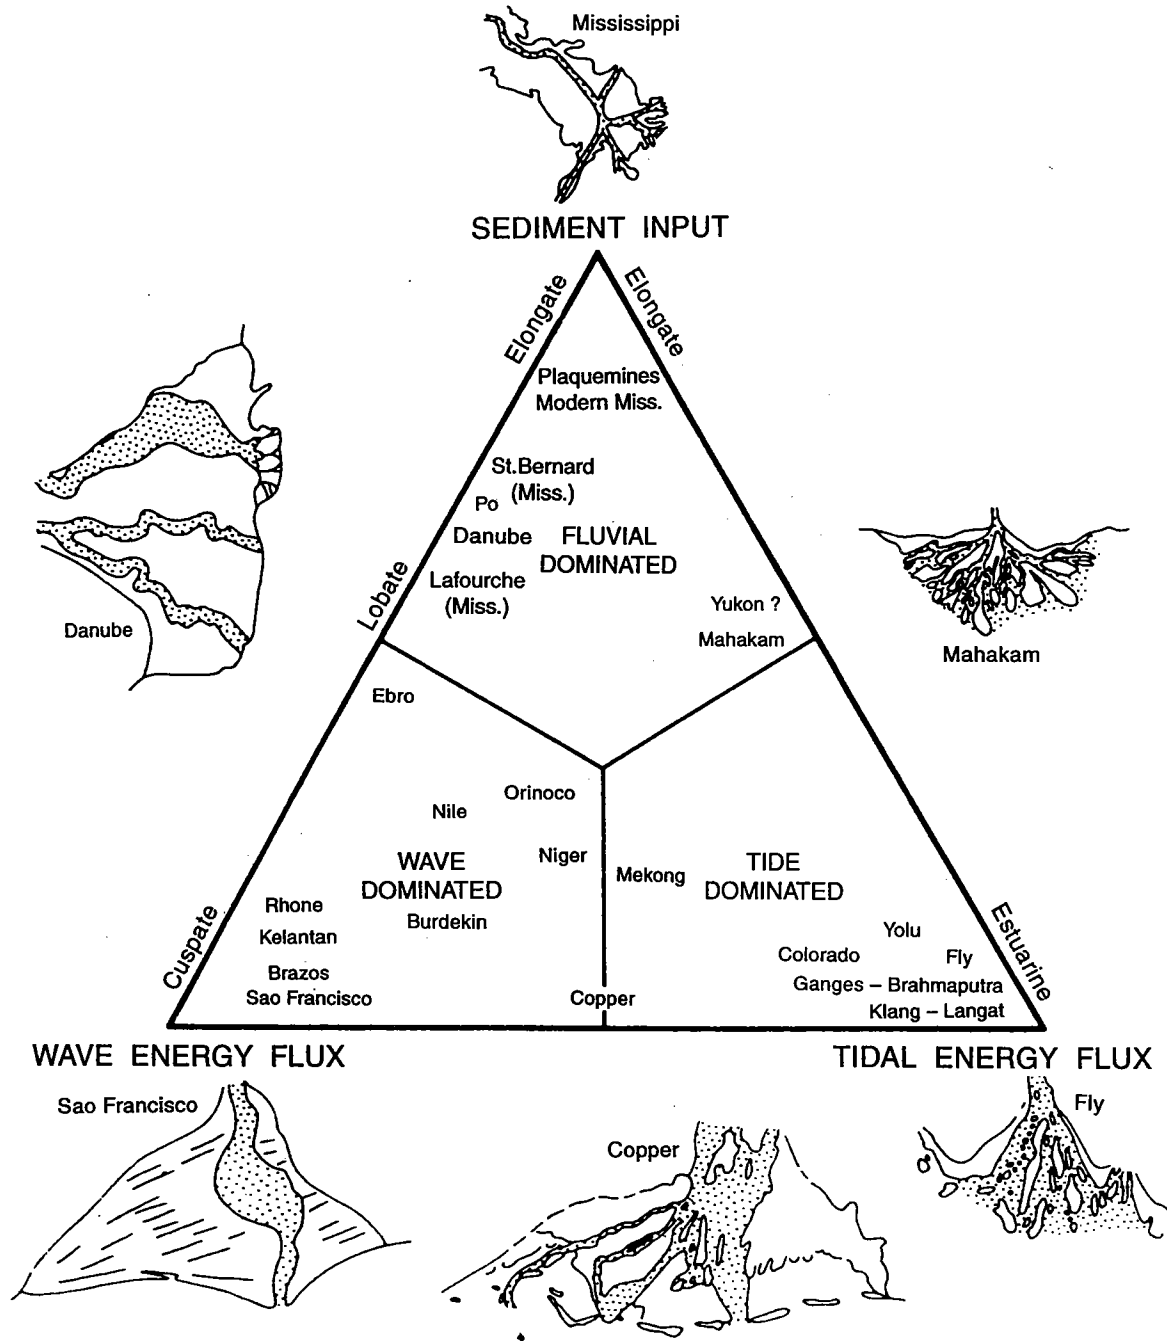 Mississippi
SEDIMENT INPUT
Elongate
Elongate
Plaquemines
Modern Miss.
St.Bernard
(Miss.)
Po
Danube
FLUVIAL
DOMINATED
Lafourche
(Miss.)
Lobate
Yukon ?
Mahakam
Danube
Mahakam
Ebro
Orinoco
Nile
Niger
WAVE
DOMINATED
Mekong
TIDE
DOMINATED
Rhone
Burdekin
Kelantan
Cuspate
Brazos
Sao Francisco
Copper
Yolu
Colorado
Fly
Ganges – Brahmaputra
Klang – Langat
Estuarine
WAVE ENERGY FLUX
TIDAL ENERGY FLUX
Sao Francisco
Copper
Fly